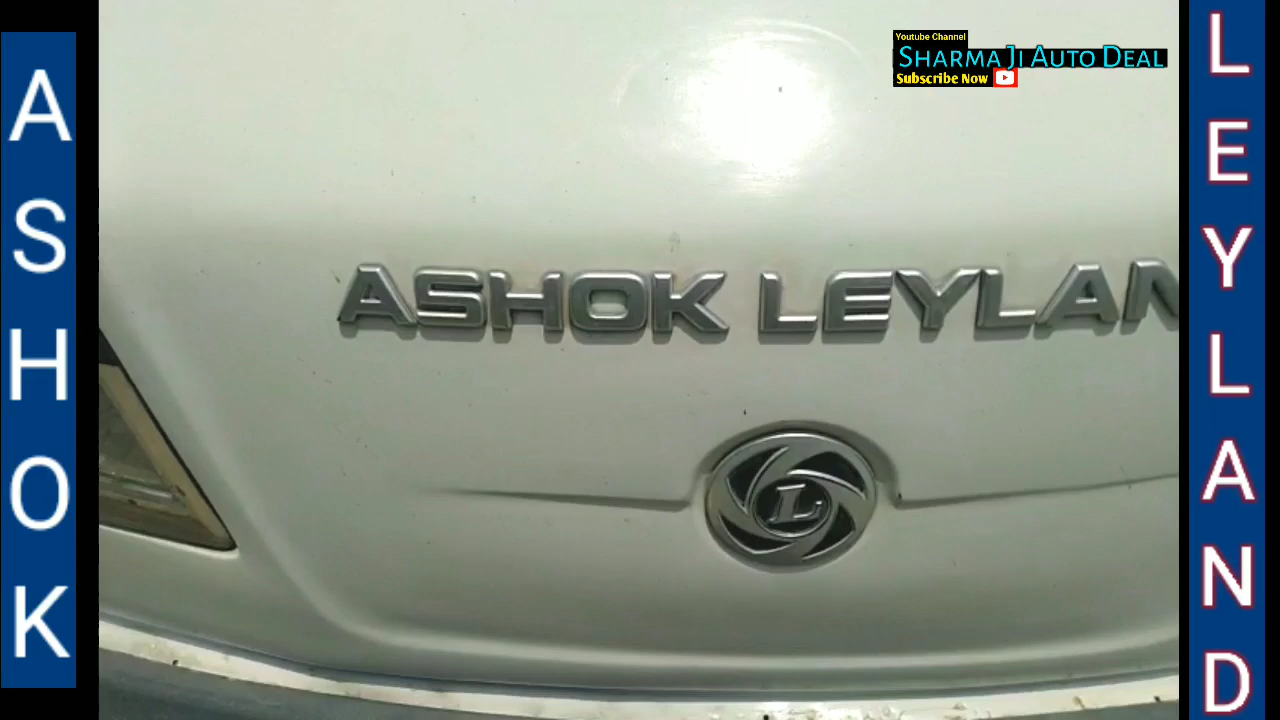 ASHOK
LEYLAND
Youtube Channel
SHARMA JI AUTO DEAL
Subscribe Now
ASHOK LEYLAN
L